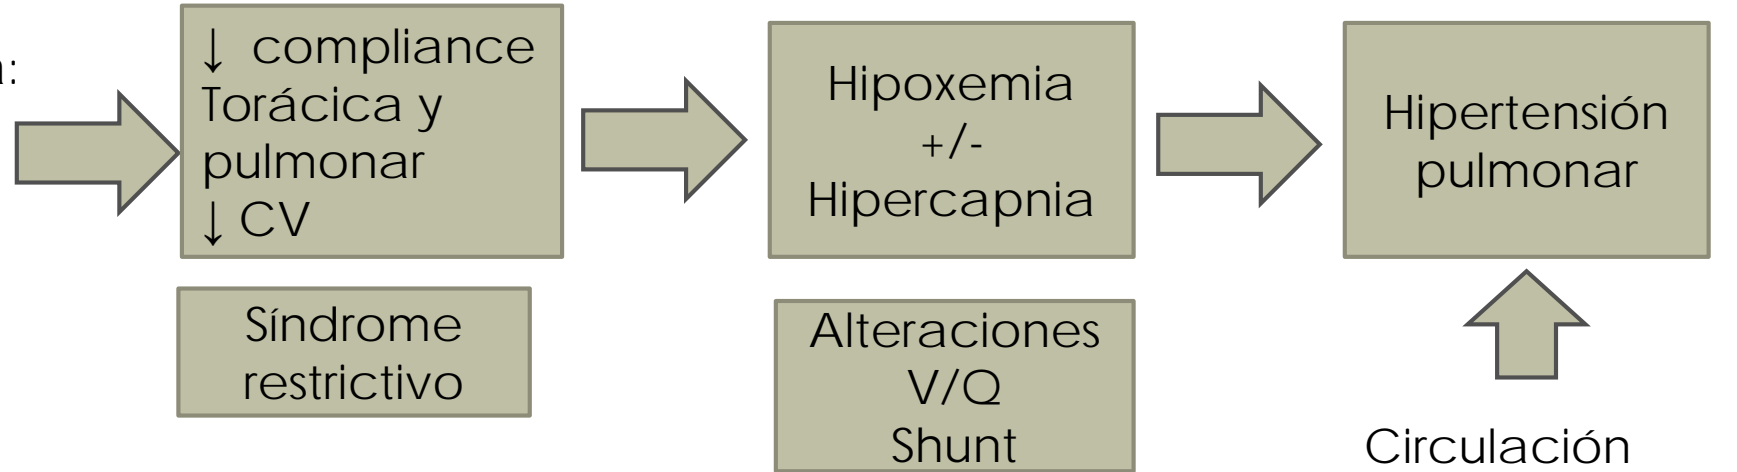 a:
↓ compliance
Torácica y
pulmonar
↓ CV
Síndrome
restrictivo
Hipoxemia
+/-
Hipercapnia
Alteraciones
V/Q
Shunt
Hipertensión
pulmonar
Circulación